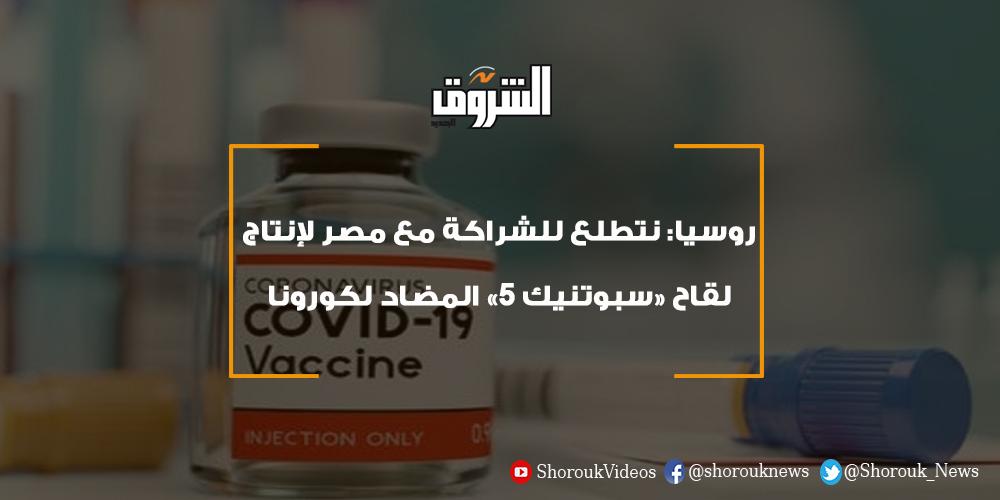 الشروق
الجديد
روسيا: نتطلع للشراكة مع مصر لإنتاج
لقاح «سبوتنيك 5» المضاد لكورونا
CORONAVIRUS
COVID-19
Vaccine
INJECTION ONLY
ShoroukVideos @shorouknews @Shorouk_News